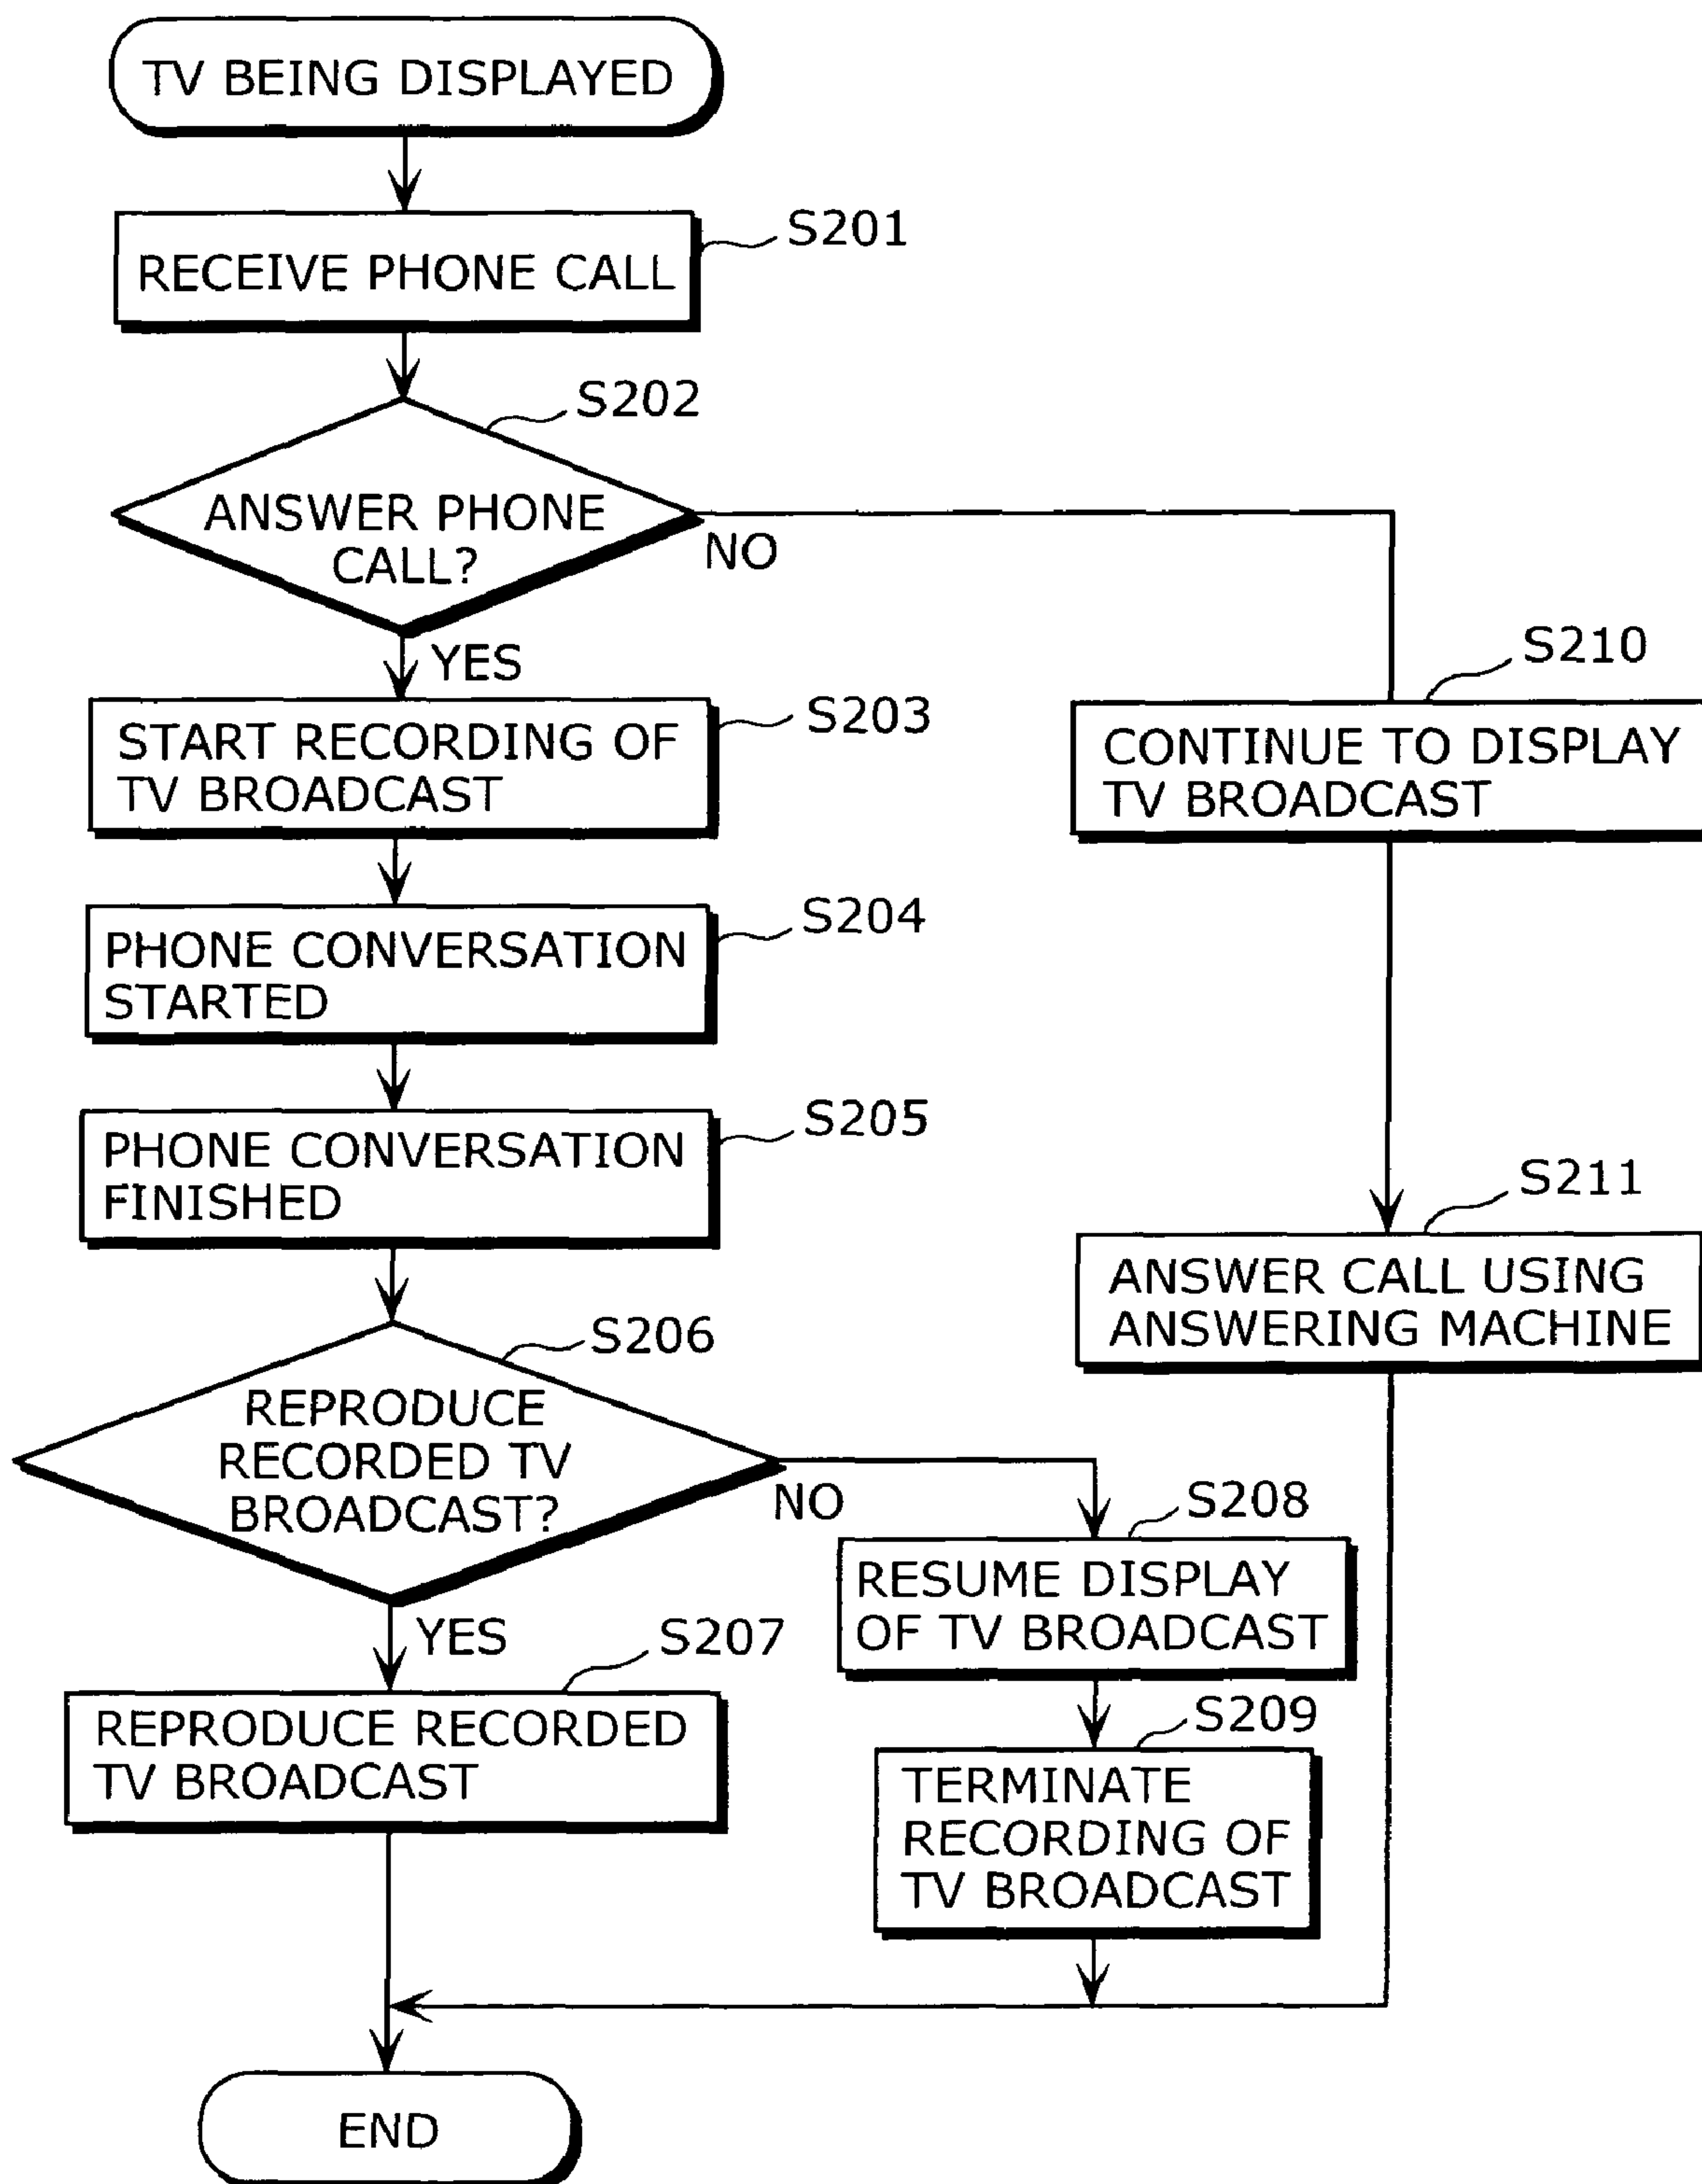 TV BEING DISPLAYED
S201
RECEIVE PHONE CALL
S202
ANSWER PHONE
CALL?
NO
YES
S203
START RECORDING OF
TV BROADCAST
S210
CONTINUE TO DISPLAY
TV BROADCAST
S204
PHONE CONVERSATION
STARTED
S205
PHONE CONVERSATION
FINISHED
S211
ANSWER CALL USING
ANSWERING MACHINE
S206
REPRODUCE
RECORDED TV
BROADCAST?
NO
YES
S208
RESUME DISPLAY
OF TV BROADCAST
S207
REPRODUCE RECORDED
TV BROADCAST
S209
TERMINATE
RECORDING OF
TV BROADCAST
END